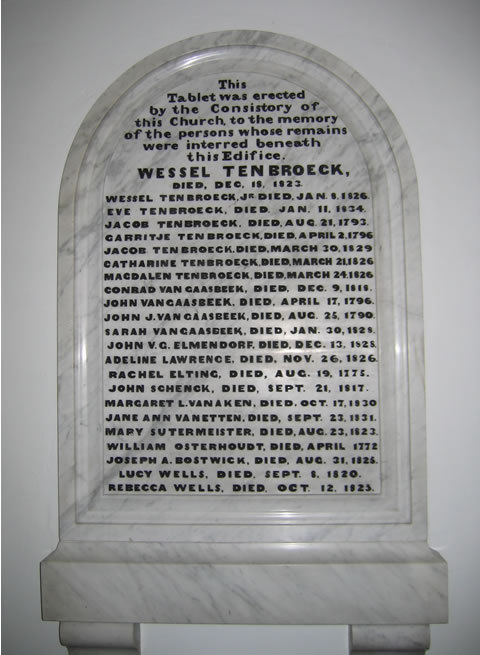 This
Tablet was erected
by the Consistory of
this Church, to the memory
of the persons whose remains
were interred beneath
this Edifice.
WESSEL TENBROECK,
DIED, DEC. 18, 1823.
WESSEL TENBROECK, JR. DIED, JAN. 8, 1826.
EVE TENBROECK, DIED, JAN. 11, 1834.
JACOB TENBROECK, DIED, AUG. 21, 1793.
GARRITJE TENBROECK, DIED, APRIL 2, 1796
JACOB TENBROECK, DIED, MARCH 30, 1829
CATHARINE TENBROECK, DIED, MARCH 21, 1826
MAGDALEN TENBROECK, DIED, MARCH 24, 1826
CONRAD VAN GAASBEEK, DIED, DEC. 9, 1818.
JOHN VAN GAASBEEK, DIED, APRIL 17, 1796.
JOHN J. VAN GAASBEEK, DIED, AUG. 25, 1790.
SARAH VAN GAASBEEK, DIED, JAN. 30, 1829.
JOHN V. G. ELMENDORF, DIED, DEC. 13, 1825.
ADELINE LAWRENCE, DIED, NOV. 26, 1826.
RACHEL ELTING, DIED, AUG. 19, 1775.
JOHN SCHENCK, DIED, SEPT. 21, 1817.
MARGARET L. VAN AKEN, DIED, OCT. 17, 1830
JANE ANN VAN ETTEN, DIED, SEPT. 23, 1831.
MARY SUTERMEISTER, DIED, AUG. 23, 1823.
WILLIAM OSTERHOUDT, DIED, APRIL 1772
JOSEPH A. BOSTWICK, DIED, AUG. 31, 1825.
LUCY WELLS, DIED, SEPT. 8, 1820.
REBECCA WELLS, DIED, OCT. 12, 1825.